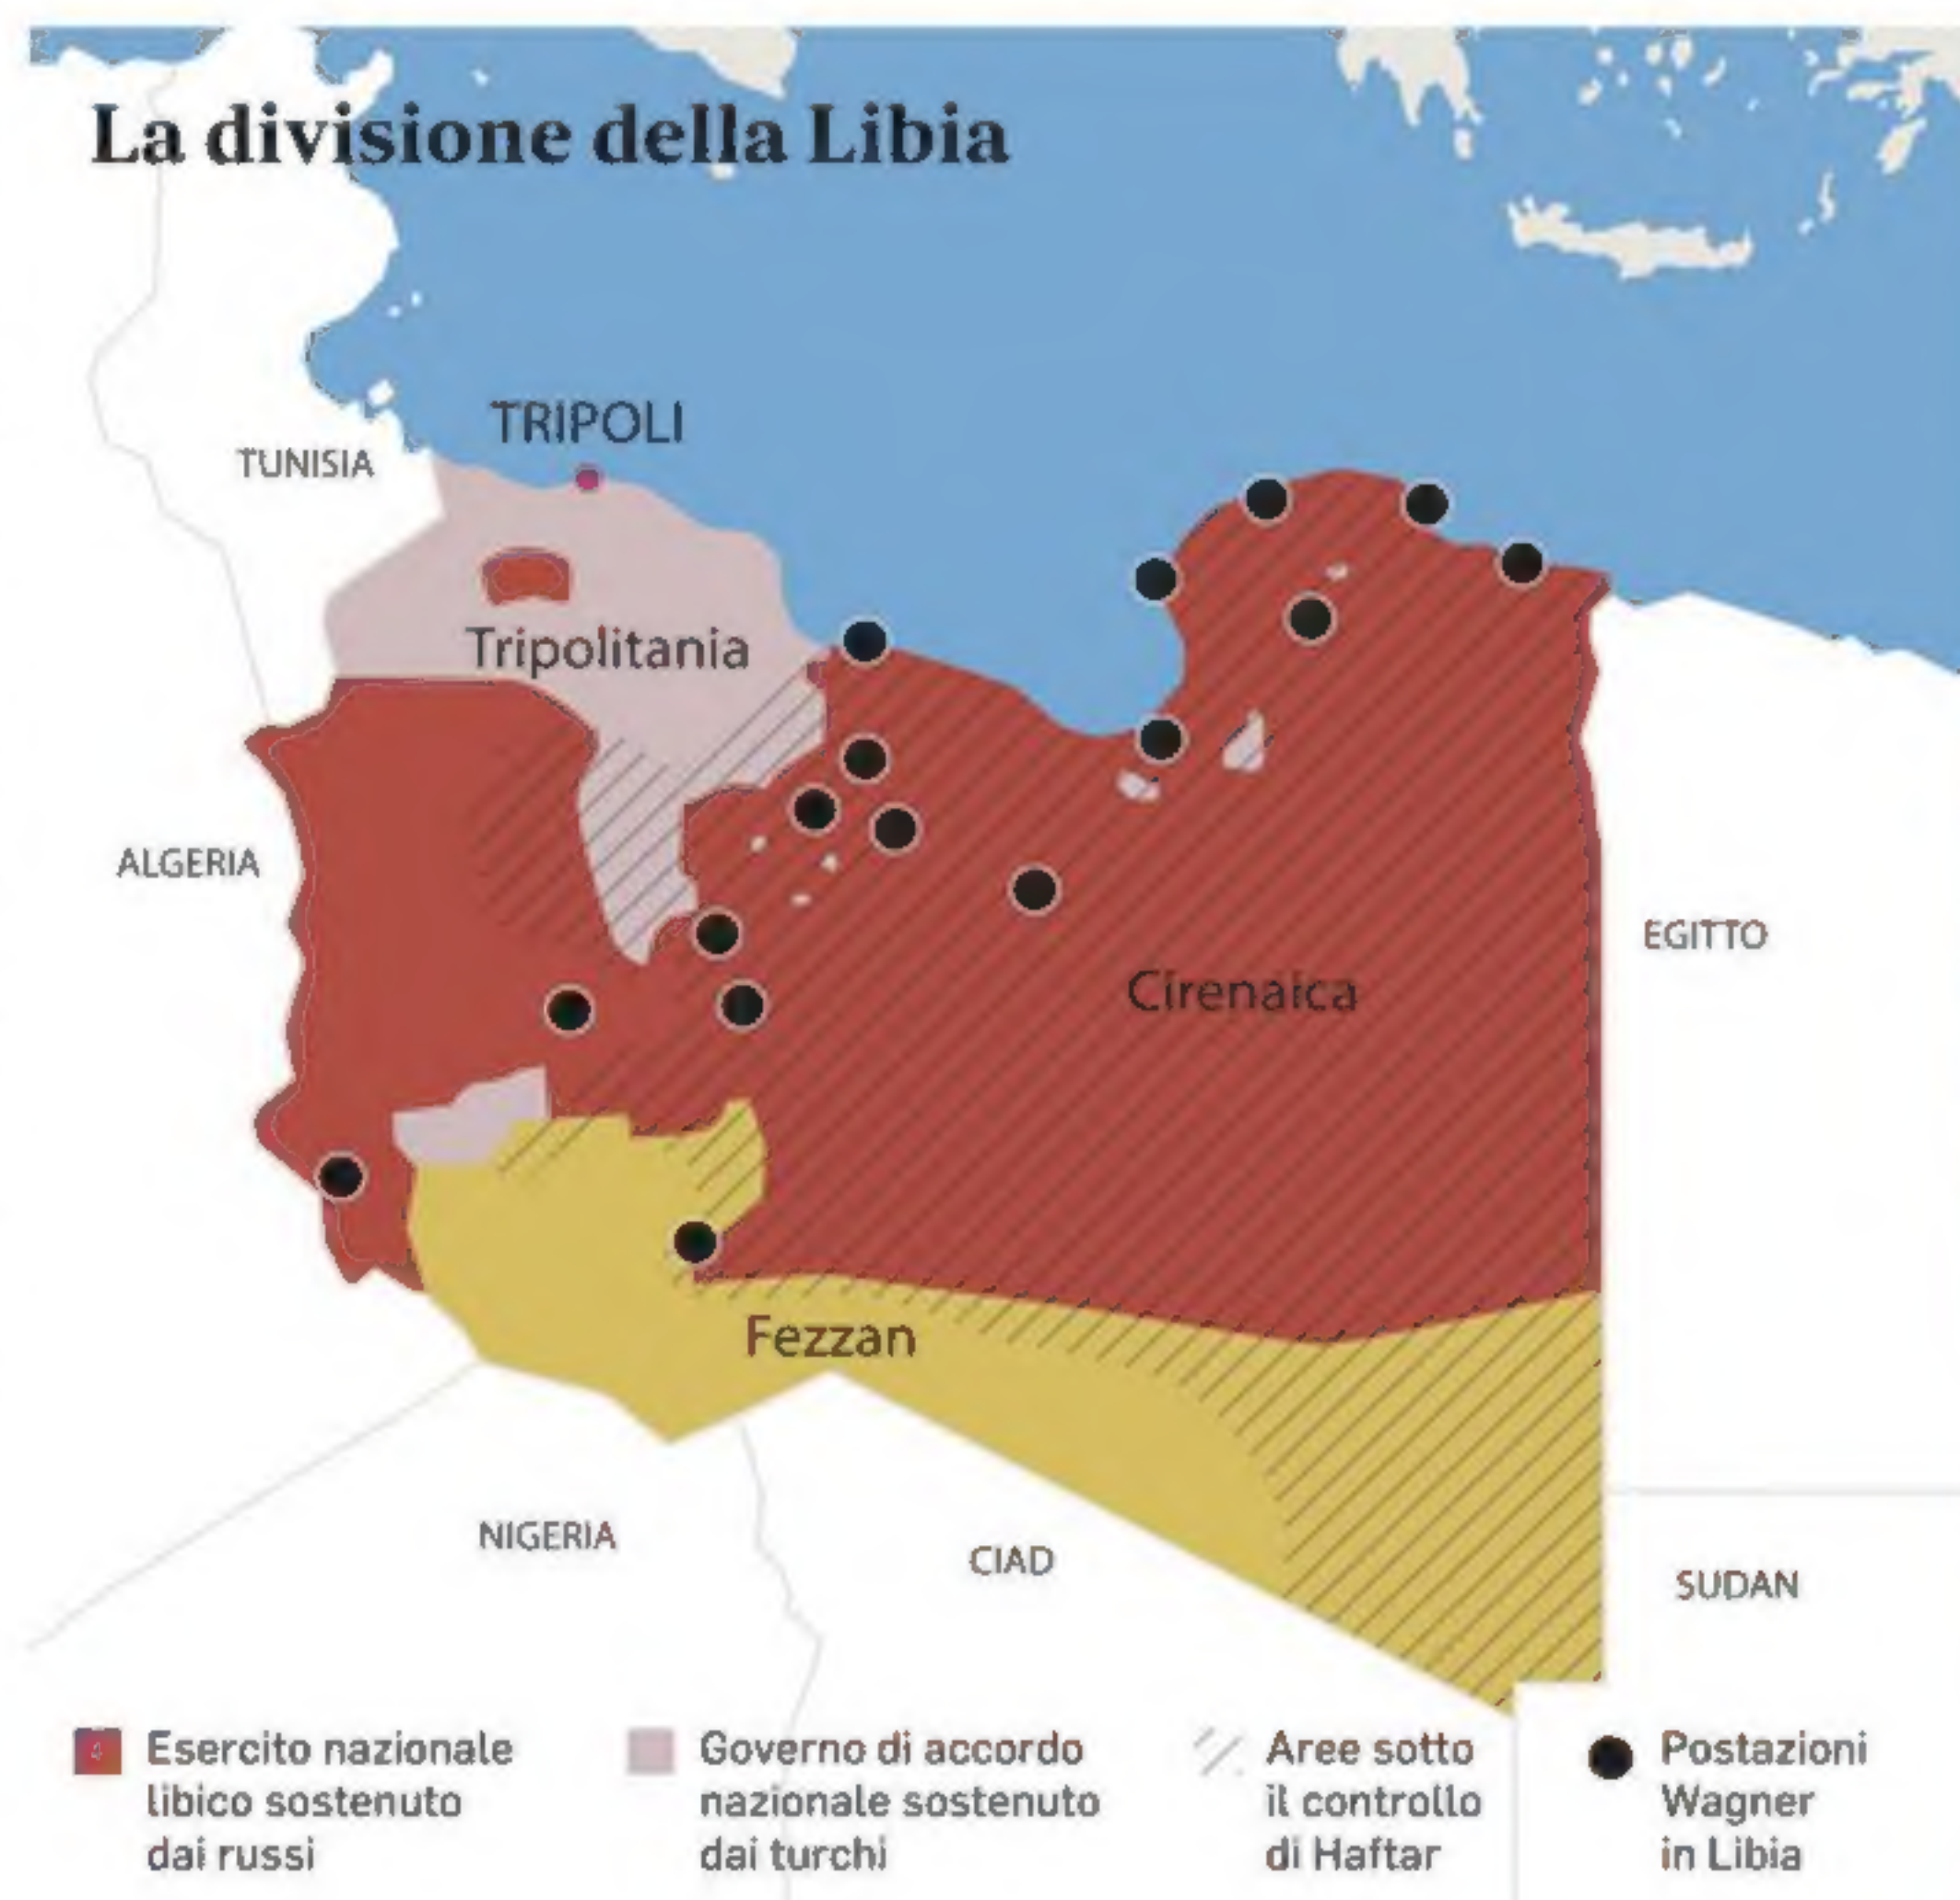 La divisione della Libia
TRIPOLI
TUNISIA
Tripolitania
ALGERIA
EGITTO
Cirenaica
Fezzan
NIGERIA
CIAD
SUDAN
Esercito nazionale
libico sostenuto
dai russi
Governo di accordo
nazionale sostenuto
dai turchi
Aree sotto
il controllo
di Haftar
Postazioni
Wagner
in Libia